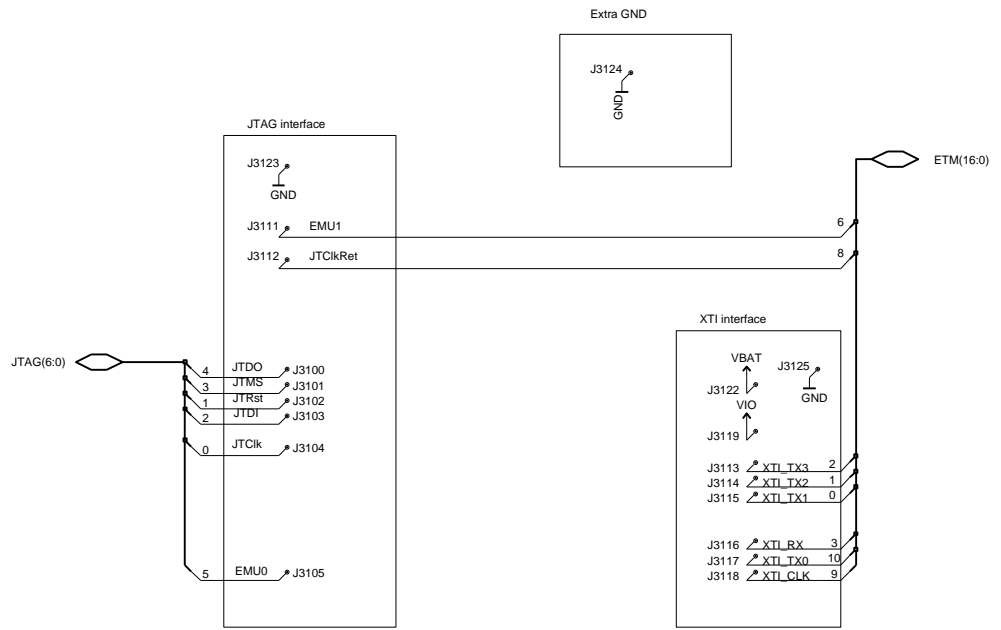 Extra GND
J3124
GND
JTAG interface
J3123
GND
ETM(16:0)
J3111 EMU1 6
J3112 JTClkRet 8
XTI interface
JTAG(6:0)
4 JTDO J3100
3 JTMS J3101
1 JTRst J3102
2 JTDI J3103
0 JTClk J3104
VBAT
J3125
J3122
GND
VIO
J3119
J3113 XTI_TX3 2
J3114 XTI_TX2 1
J3115 XTI_TX1 0
J3116 XTI_RX 3
J3117 XTI_TX0 10
J3118 XTI_CLK 9
5 EMU0 J3105